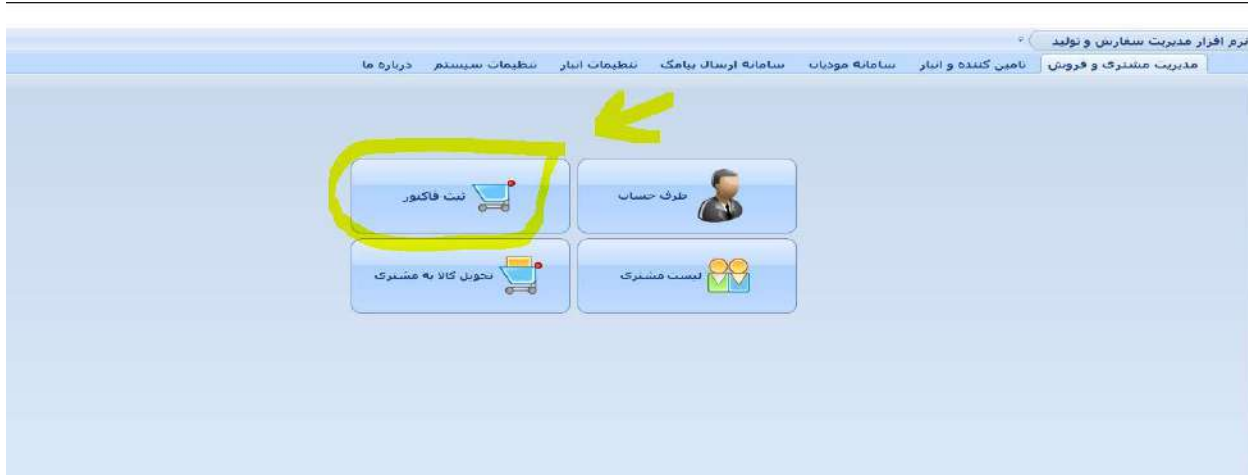 نرم افزار مدیریت سفارش و تولید
مدیریت مشتری و فروش تامین کننده و انبار سامانه مودیان سامانه ارسال پیامک تنظیمات انبار تنظیمات سیستم درباره ما
طرف حساب ثبت فاکتور
لیست مشتری تحویل کالا به مشتری